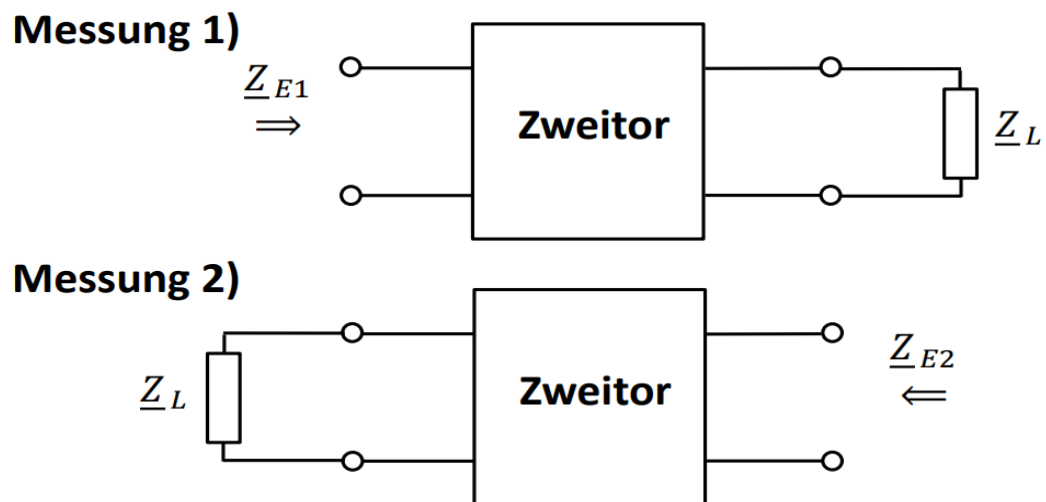 Messung 1)
Z_E1
⇒
Zweitor
Z_L
Messung 2)
Z_L
Zweitor
Z_E2
⇐